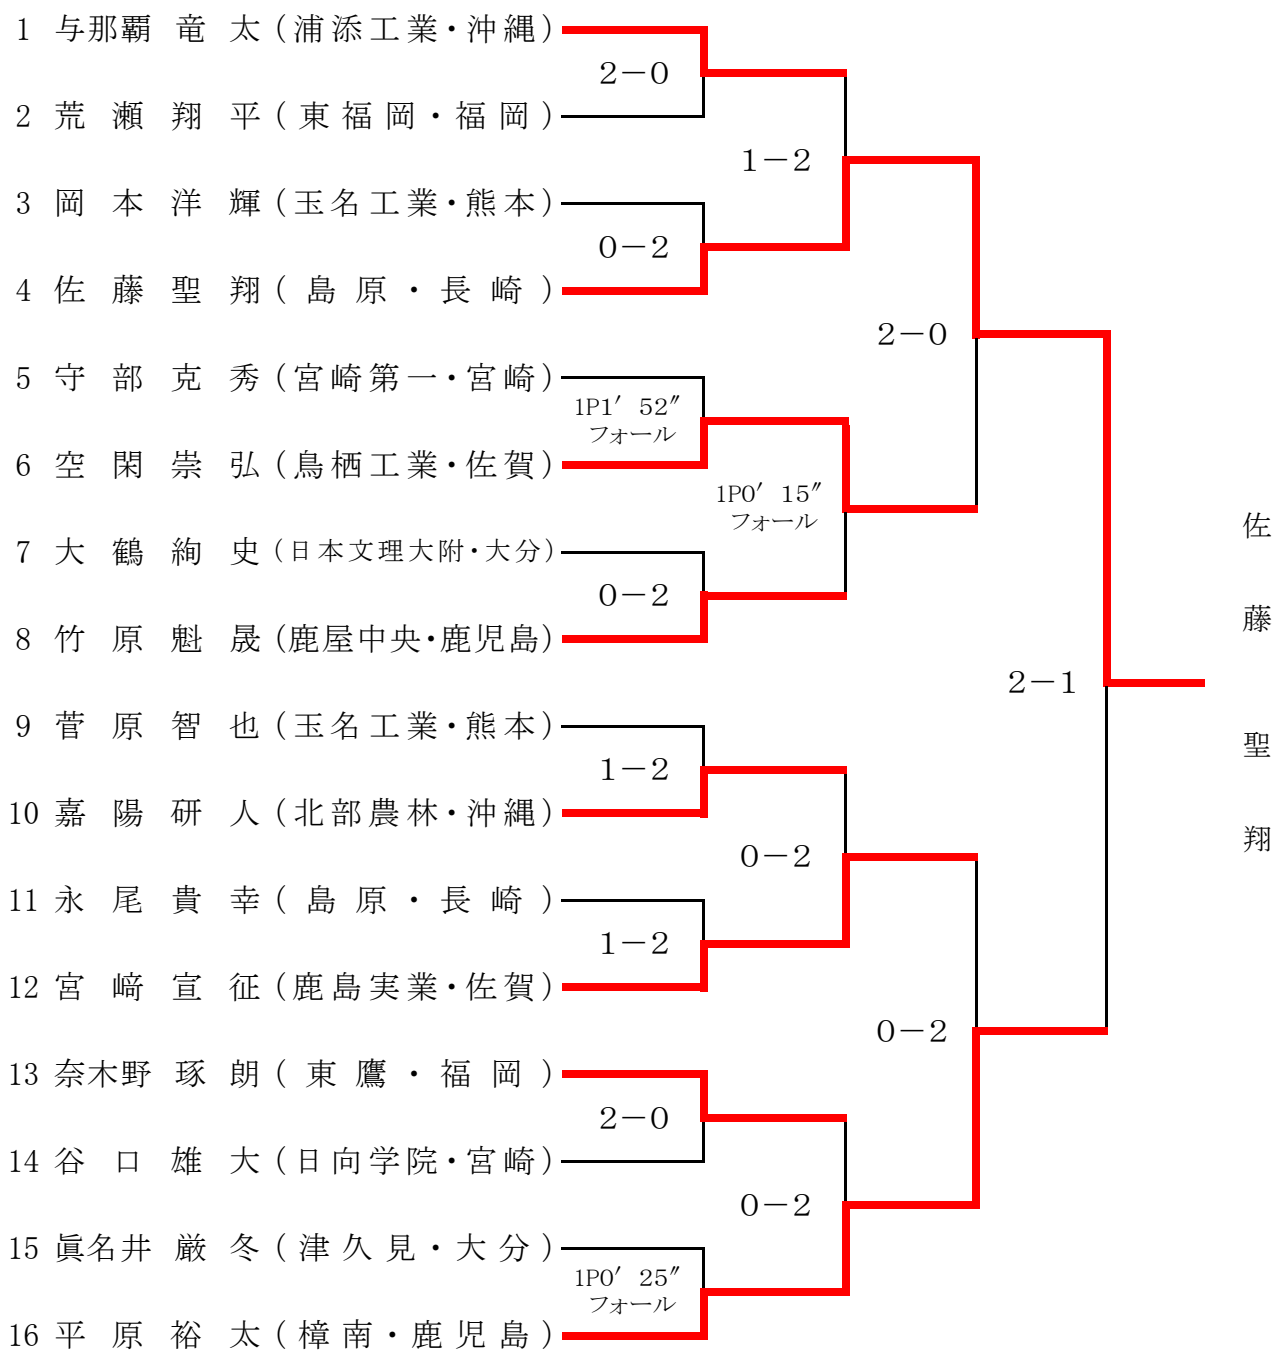 1 与那覇 竜 太 (浦添工業・沖縄)
2－0
2 荒 瀬 翔 平 (東福岡・福岡)
1－2
3 岡 本 洋 輝 (玉名工業・熊本)
0－2
4 佐 藤 聖 翔 (島原・長崎)
2－0
5 守 部 克 秀 (宮崎第一・宮崎)
1P1′ 52″
フォール
6 空 閑 崇 弘 (鳥栖工業・佐賀)
1P0′ 15″
フォール
7 大 鶴 絢 史 (日本文理大附・大分)
0－2
8 竹 原 魁 晟 (鹿屋中央・鹿児島)
2－1
9 菅 原 智 也 (玉名工業・熊本)
1－2
10 嘉 陽 研 人 (北部農林・沖縄)
0－2
11 永 尾 貴 幸 (島原・長崎)
1－2
12 宮 﨑 宣 征 (鹿島実業・佐賀)
0－2
13 奈木野 琢 朗 (東鷹・福岡)
2－0
14 谷 口 雄 大 (日向学院・宮崎)
0－2
15 眞名井 厳 冬 (津久見・大分)
1P0′ 25″
フォール
16 平 原 裕 太 (樟南・鹿児島)
佐藤 聖翔